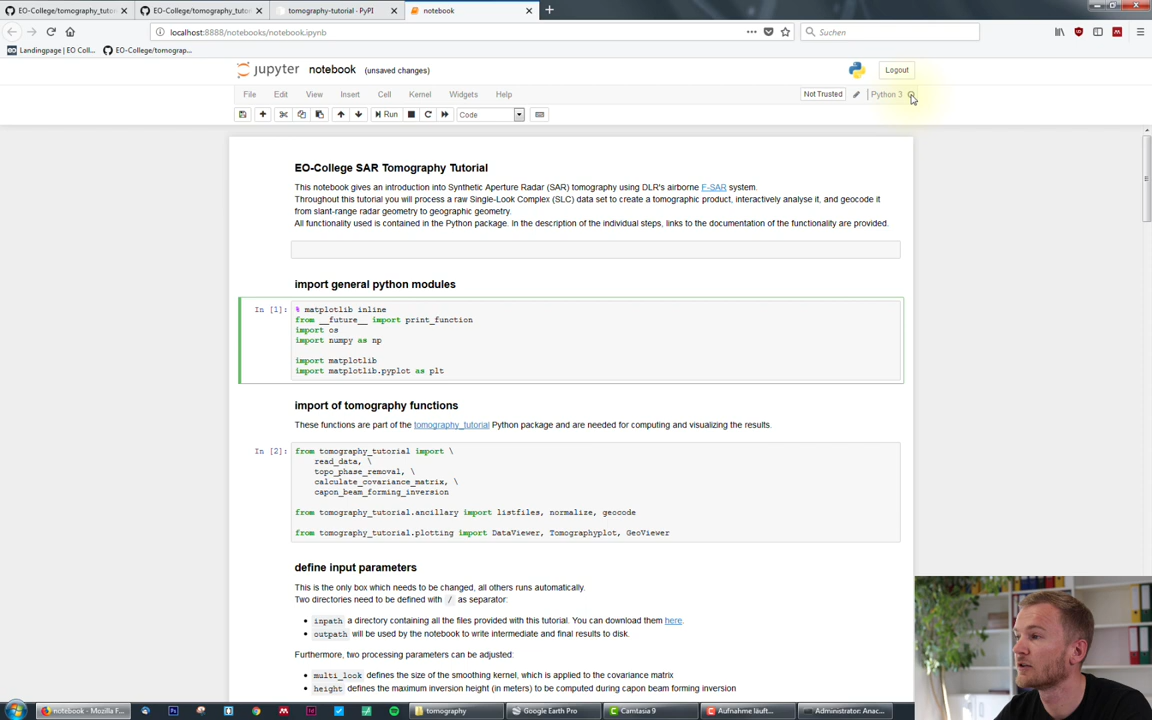 EO-College/tomography_tutori
EO-College/tomography_tutori
tomography-tutorial · PyPI
notebook
localhost:8888/notebooks/notebook.ipynb
Suchen
Landingpage | EO Coll...
EO-College/tomograp...
jupyter notebook (unsaved changes)
Logout
File Edit View Insert Cell Kernel Widgets Help
Not Trusted
Python 3
Run
Code
EO-College SAR Tomography Tutorial
This notebook gives an introduction into Synthetic Aperture Radar (SAR) tomography using DLR's airborne F-SAR system.
Throughout this tutorial you will process a raw Single-Look Complex (SLC) data set to create a tomographic product, interactively analyse it, and geocode it
from slant-range radar geometry to geographic geometry.
All functionality used is contained in the Python package. In the description of the individual steps, links to the documentation of the functionality are provided.
import general python modules
In [1]:
% matplotlib inline
from __future__ import print_function
import os
import numpy as np
import matplotlib
import matplotlib.pyplot as plt
import of tomography functions
These functions are part of the tomography_tutorial Python package and are needed for computing and visualizing the results.
In [2]:
from tomography_tutorial import \
read_data, \
topo_phase_removal, \
calculate_covariance_matrix, \
capon_beam_forming_inversion
from tomography_tutorial.ancillary import listfiles, normalize, geocode
from tomography_tutorial.plotting import DataViewer, Tomographyplot, GeoViewer
define input parameters
This is the only box which needs to be changed, all others runs automatically.
Two directories need to be defined with / as separator:
• inpath a directory containing all the files provided with this tutorial. You can download them here.
• outpath will be used by the notebook to write intermediate and final results to disk.
Furthermore, two processing parameters can be adjusted:
• multi_look defines the size of the smoothing kernel, which is applied to the covariance matrix
• height defines the maximum inversion height (in meters) to be computed during capon beam forming inversion
notebook - Mozilla F...
tomography
Google Earth Pro
Camtasia 9
Aufnahme läuft...
Administrator: Anac...